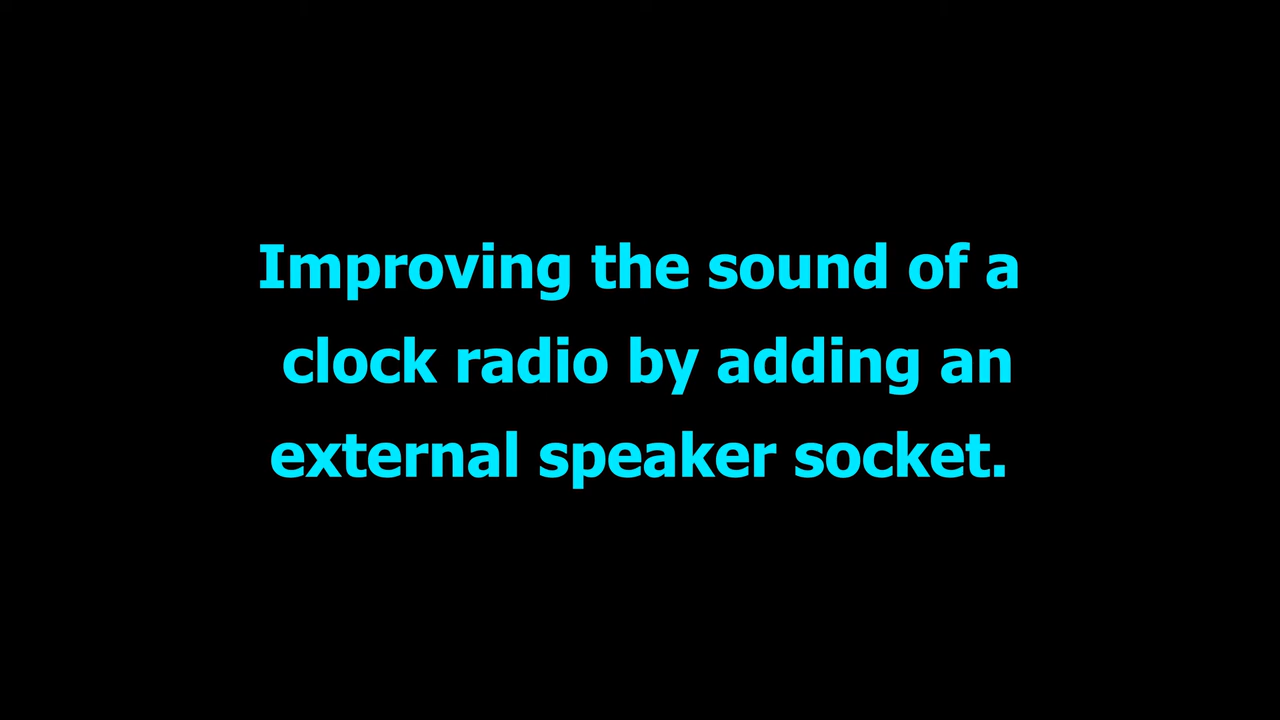 Improving the sound of a
clock radio by adding an
external speaker socket.